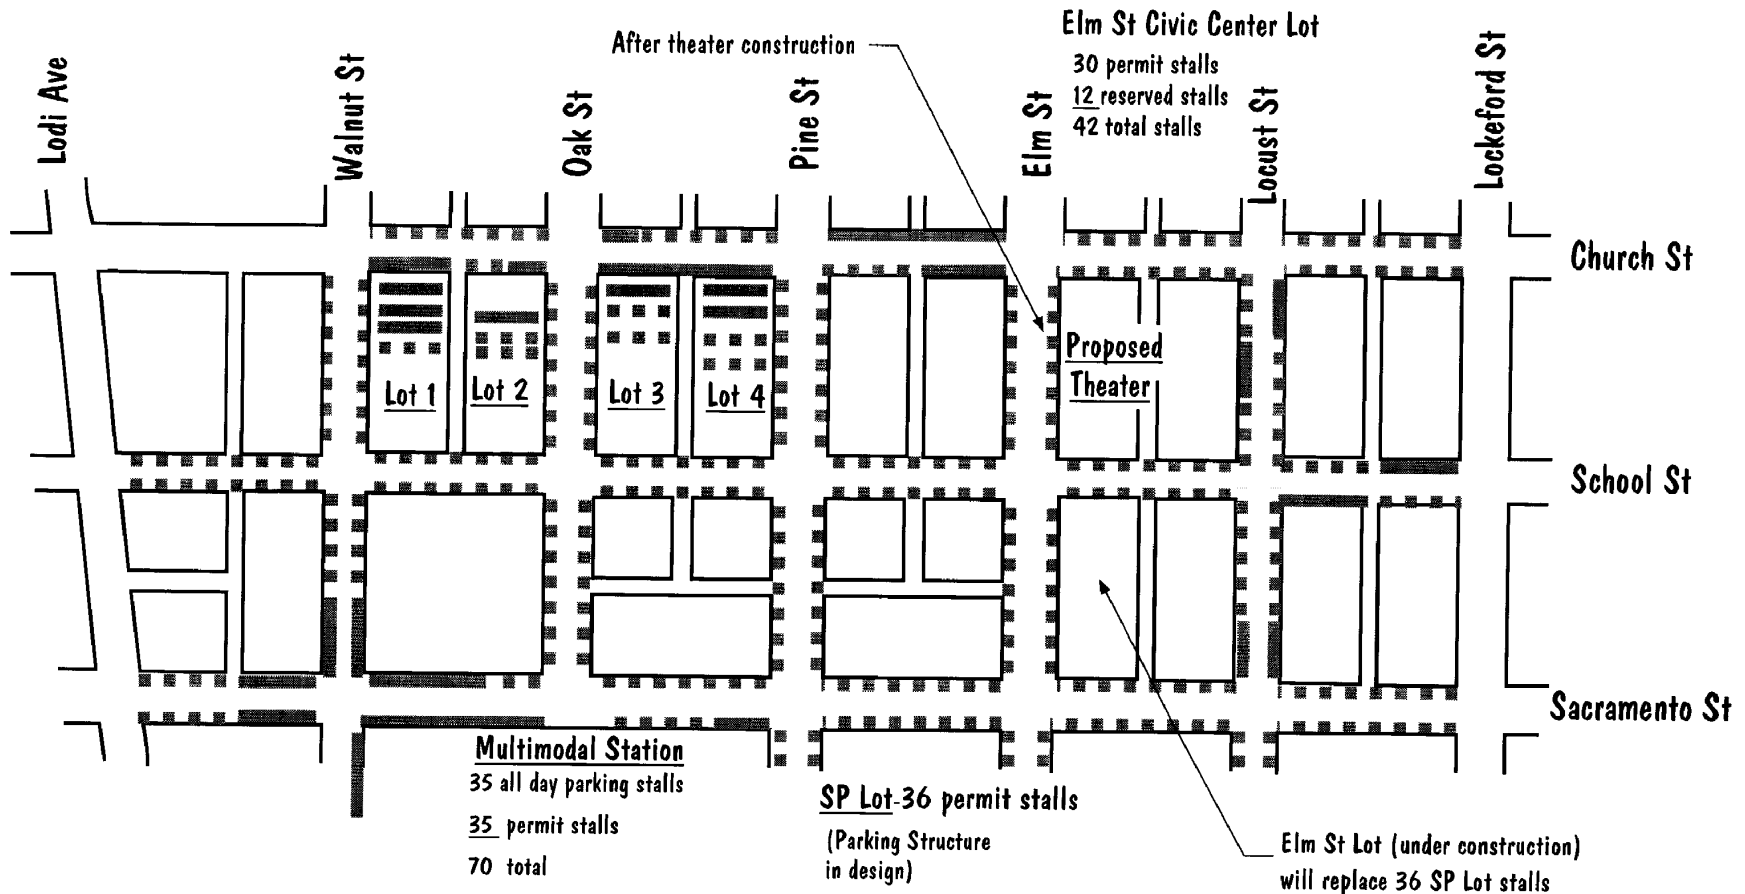 Elm St Civic Center Lot
30 permit stalls
12 reserved stalls
42 total stalls
After theater construction
Lodi Ave
Walnut St
Oak St
Pine St
Elm St
Locust St
Lockeford St
Church St
Lot 1
Lot 2
Lot 3
Lot 4
Proposed
Theater
School St
Sacramento St
Multimodal Station
35 all day parking stalls
35 permit stalls
70 total
SP Lot-36 permit stalls
(Parking Structure
in design)
Elm St Lot (under construction)
will replace 36 SP Lot stalls